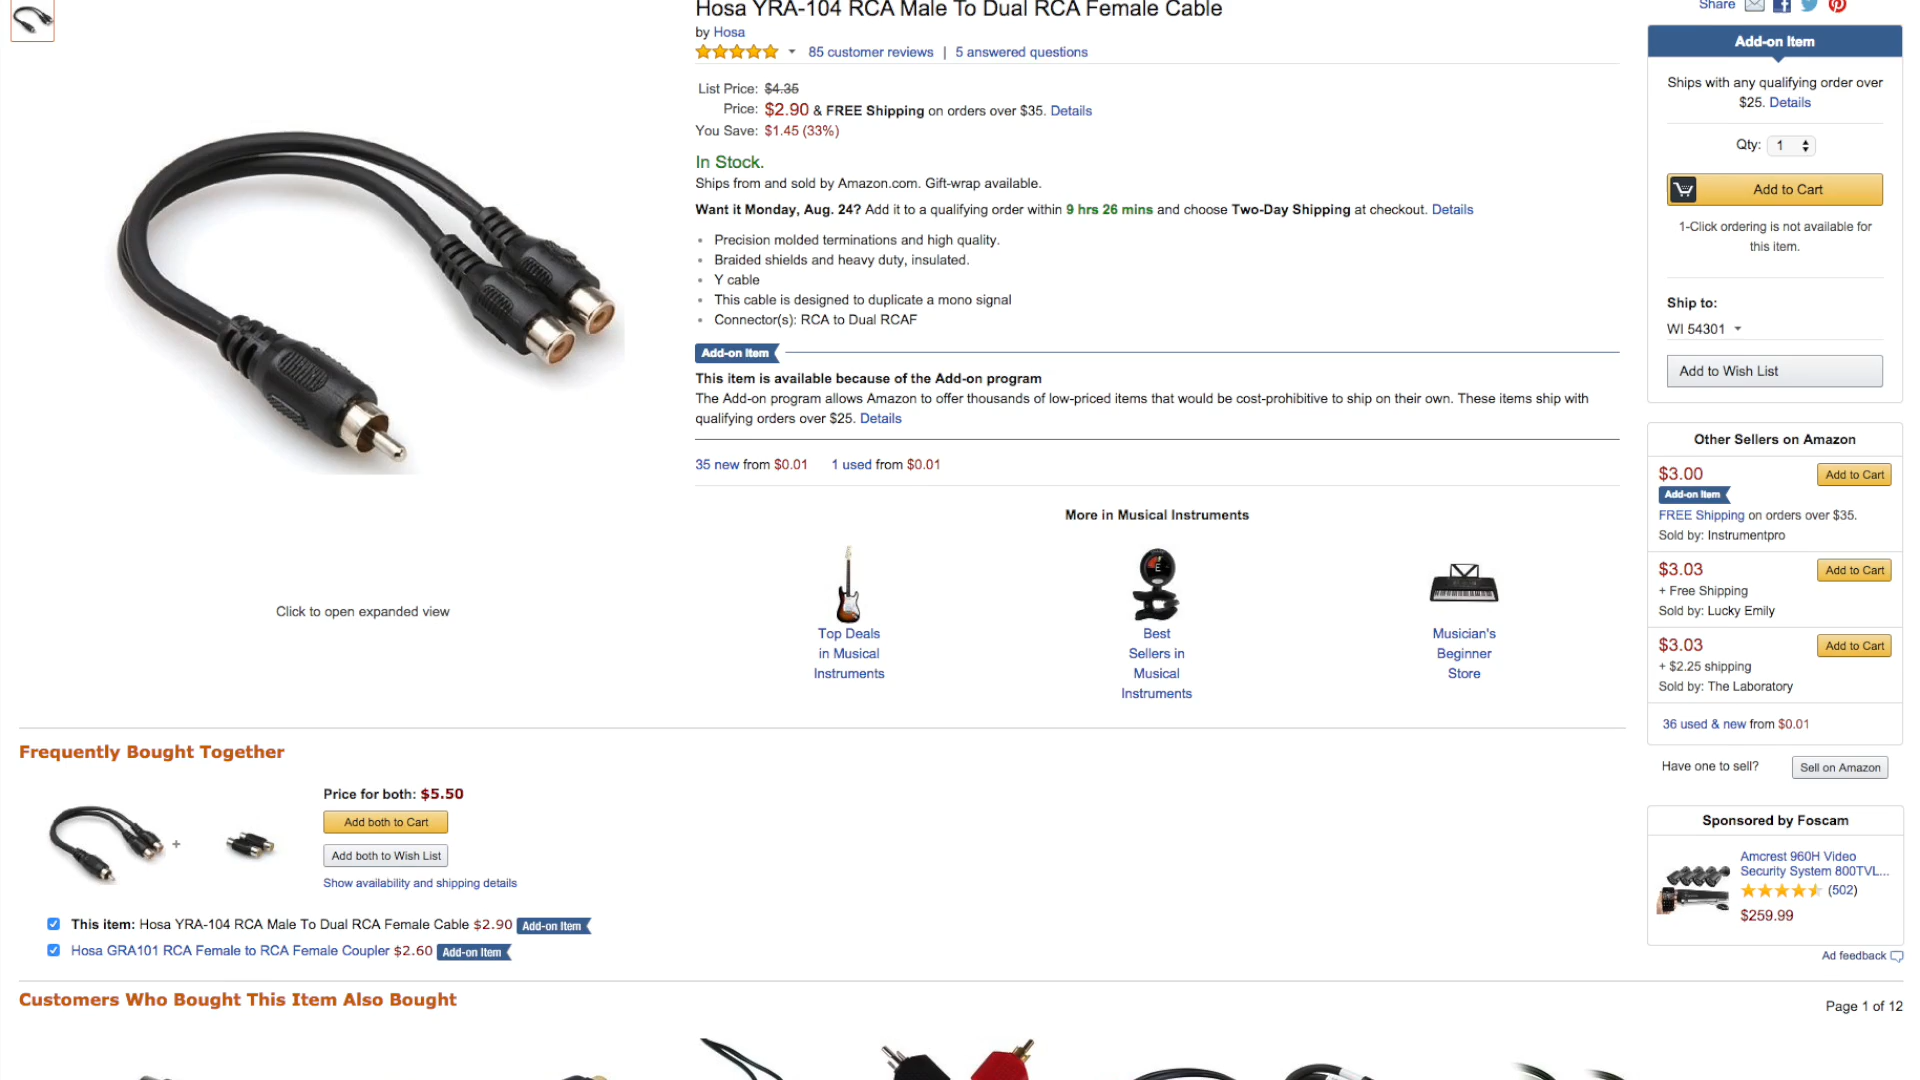 Hosa YRA-104 RCA Male To Dual RCA Female Cable
by Hosa
85 customer reviews | 5 answered questions
List Price: $4.35
Price: $2.90 & FREE Shipping on orders over $35. Details
You Save: $1.45 (33%)
In Stock.
Ships from and sold by Amazon.com. Gift-wrap available.
Want it Monday, Aug. 24? Add it to a qualifying order within 9 hrs 26 mins and choose Two-Day Shipping at checkout. Details
Precision molded terminations and high quality.
Braided shields and heavy duty, insulated.
Y cable
This cable is designed to duplicate a mono signal
Connector(s): RCA to Dual RCAF
Add-on Item
This item is available because of the Add-on program
The Add-on program allows Amazon to offer thousands of low-priced items that would be cost-prohibitive to ship on their own. These items ship with
qualifying orders over $25. Details
35 new from $0.01 1 used from $0.01
More in Musical Instruments
Top Deals
in Musical
Instruments
Best
Sellers in
Musical
Instruments
Musician's
Beginner
Store
Click to open expanded view
Share
Add-on Item
Ships with any qualifying order over
$25. Details
Qty: 1
Add to Cart
1-Click ordering is not available for
this item.
Ship to:
WI 54301
Add to Wish List
Other Sellers on Amazon
$3.00 Add to Cart
Add-on Item
FREE Shipping on orders over $35.
Sold by: Instrumentpro
$3.03 Add to Cart
+ Free Shipping
Sold by: Lucky Emily
$3.03 Add to Cart
+ $2.25 shipping
Sold by: The Laboratory
36 used & new from $0.01
Have one to sell? Sell on Amazon
Sponsored by Foscam
Amcrest 960H Video
Security System 800TVL...
(502)
$259.99
Ad feedback
Frequently Bought Together
Price for both: $5.50
+
Add both to Cart
Add both to Wish List
Show availability and shipping details
This item: Hosa YRA-104 RCA Male To Dual RCA Female Cable $2.90 Add-on Item
Hosa GRA101 RCA Female to RCA Female Coupler $2.60 Add-on Item
Customers Who Bought This Item Also Bought
Page 1 of 12